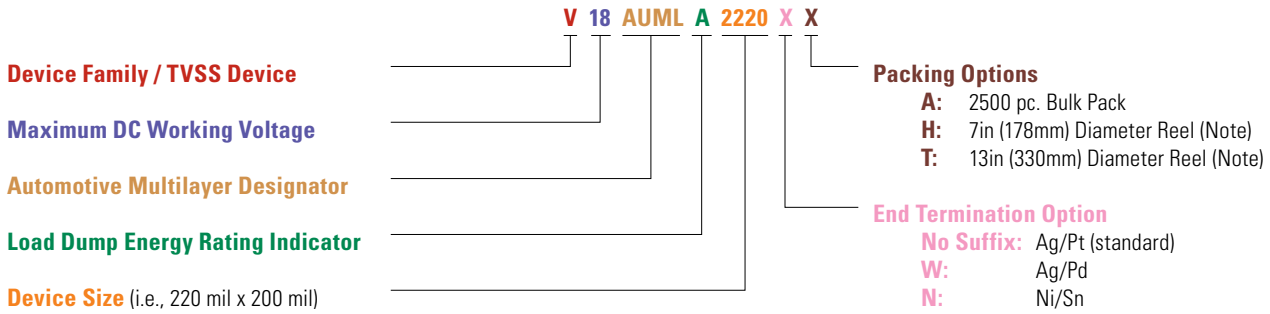 V 18 AUML A 2220 X X
Device Family / TVSS Device
Maximum DC Working Voltage
Automotive Multilayer Designator
Load Dump Energy Rating Indicator
Device Size (i.e., 220 mil x 200 mil)
Packing Options
A: 2500 pc. Bulk Pack
H: 7in (178mm) Diameter Reel (Note)
T: 13in (330mm) Diameter Reel (Note)
End Termination Option
No Suffix: Ag/Pt (standard)
W: Ag/Pd
N: Ni/Sn